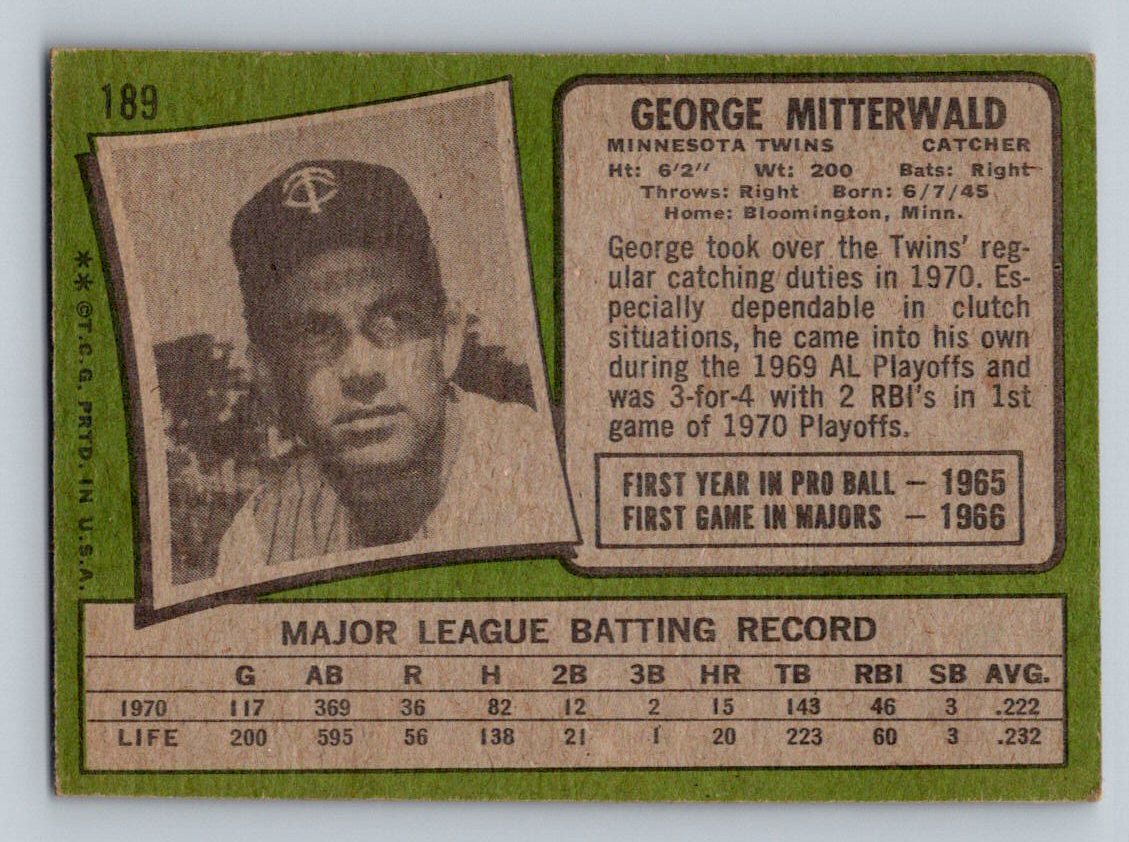 189
GEORGE MITTERWALD
MINNESOTA TWINS CATCHER
Ht: 6'2" Wt: 200 Bats: Right
Throws: Right Born: 6/7/45
Home: Bloomington, Minn.
George took over the Twins' reg-
ular catching duties in 1970. Es-
pecially dependable in clutch
situations, he came into his own
during the 1969 AL Playoffs and
was 3-for-4 with 2 RBI's in 1st
game of 1970 Playoffs.
FIRST YEAR IN PRO BALL — 1965
FIRST GAME IN MAJORS — 1966
TC
** ©T.C.G. PRTD. IN U.S.A.
MAJOR LEAGUE BATTING RECORD
G AB R H 2B 3B HR TB RBI SB AVG.
1970 117 369 36 82 12 2 15 143 46 3 .222
LIFE 200 595 56 138 21 1 20 223 60 3 .232